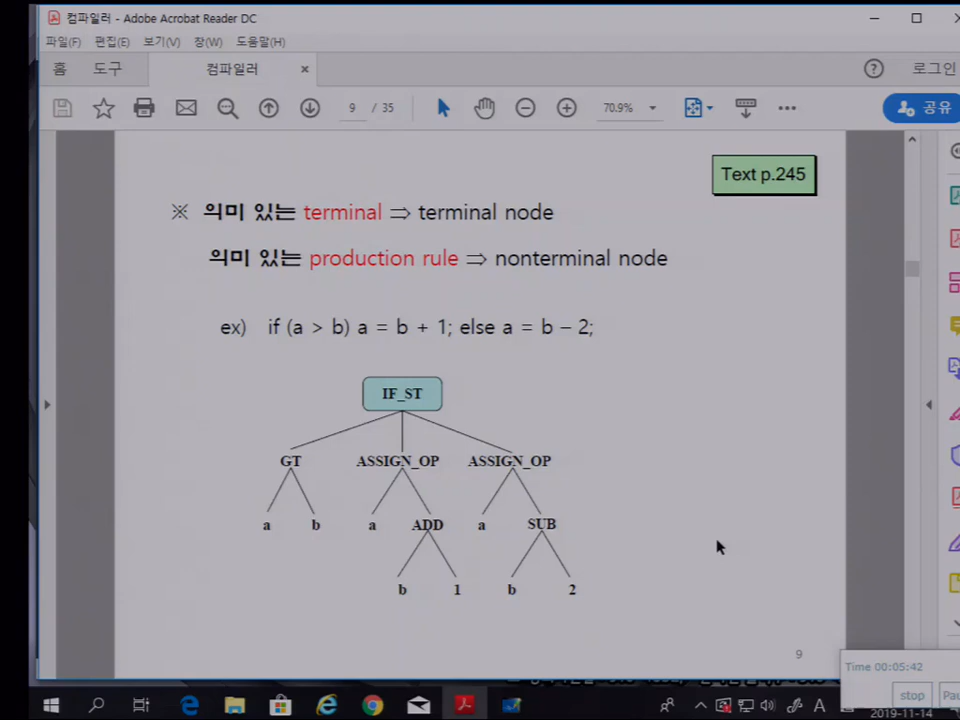 컴파일러 - Adobe Acrobat Reader DC
파일(F) 편집(E) 보기(V) 창(W) 도움말(H)
홈 도구 컴파일러 × 로그인
9 / 35 70.9% 공유
Text p.245
※ 의미 있는 terminal ⇒ terminal node
의미 있는 production rule ⇒ nonterminal node
ex) if (a > b) a = b + 1; else a = b – 2;
IF_ST
GT ASSIGN_OP ASSIGN_OP
a b a ADD a SUB
b 1 b 2
9
Time 00:05:42
stop
A
2019-11-14